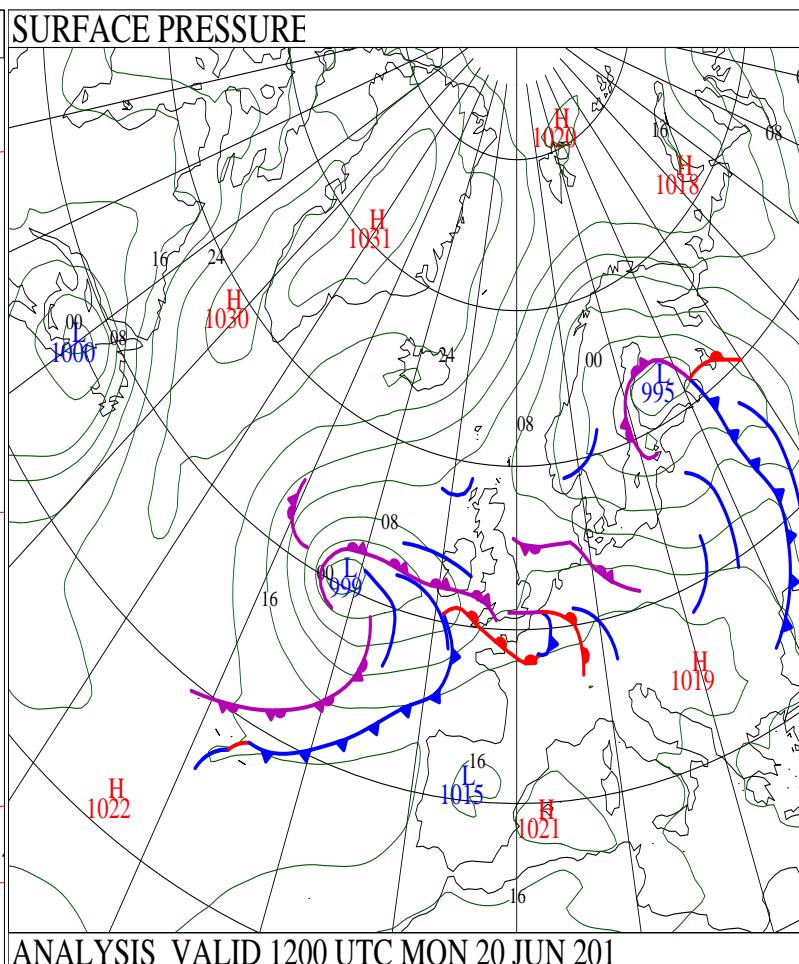 SURFACE PRESSURE
H
1020
16
08
H
1018
H
1031
16
24
H
1030
00
08
L
1000
24
00
L
995
08
08
00
L
999
16
H
1019
16
L
1015
H
1022
H
1021
16
ANALYSIS VALID 1200 UTC MON 20 JUN 201